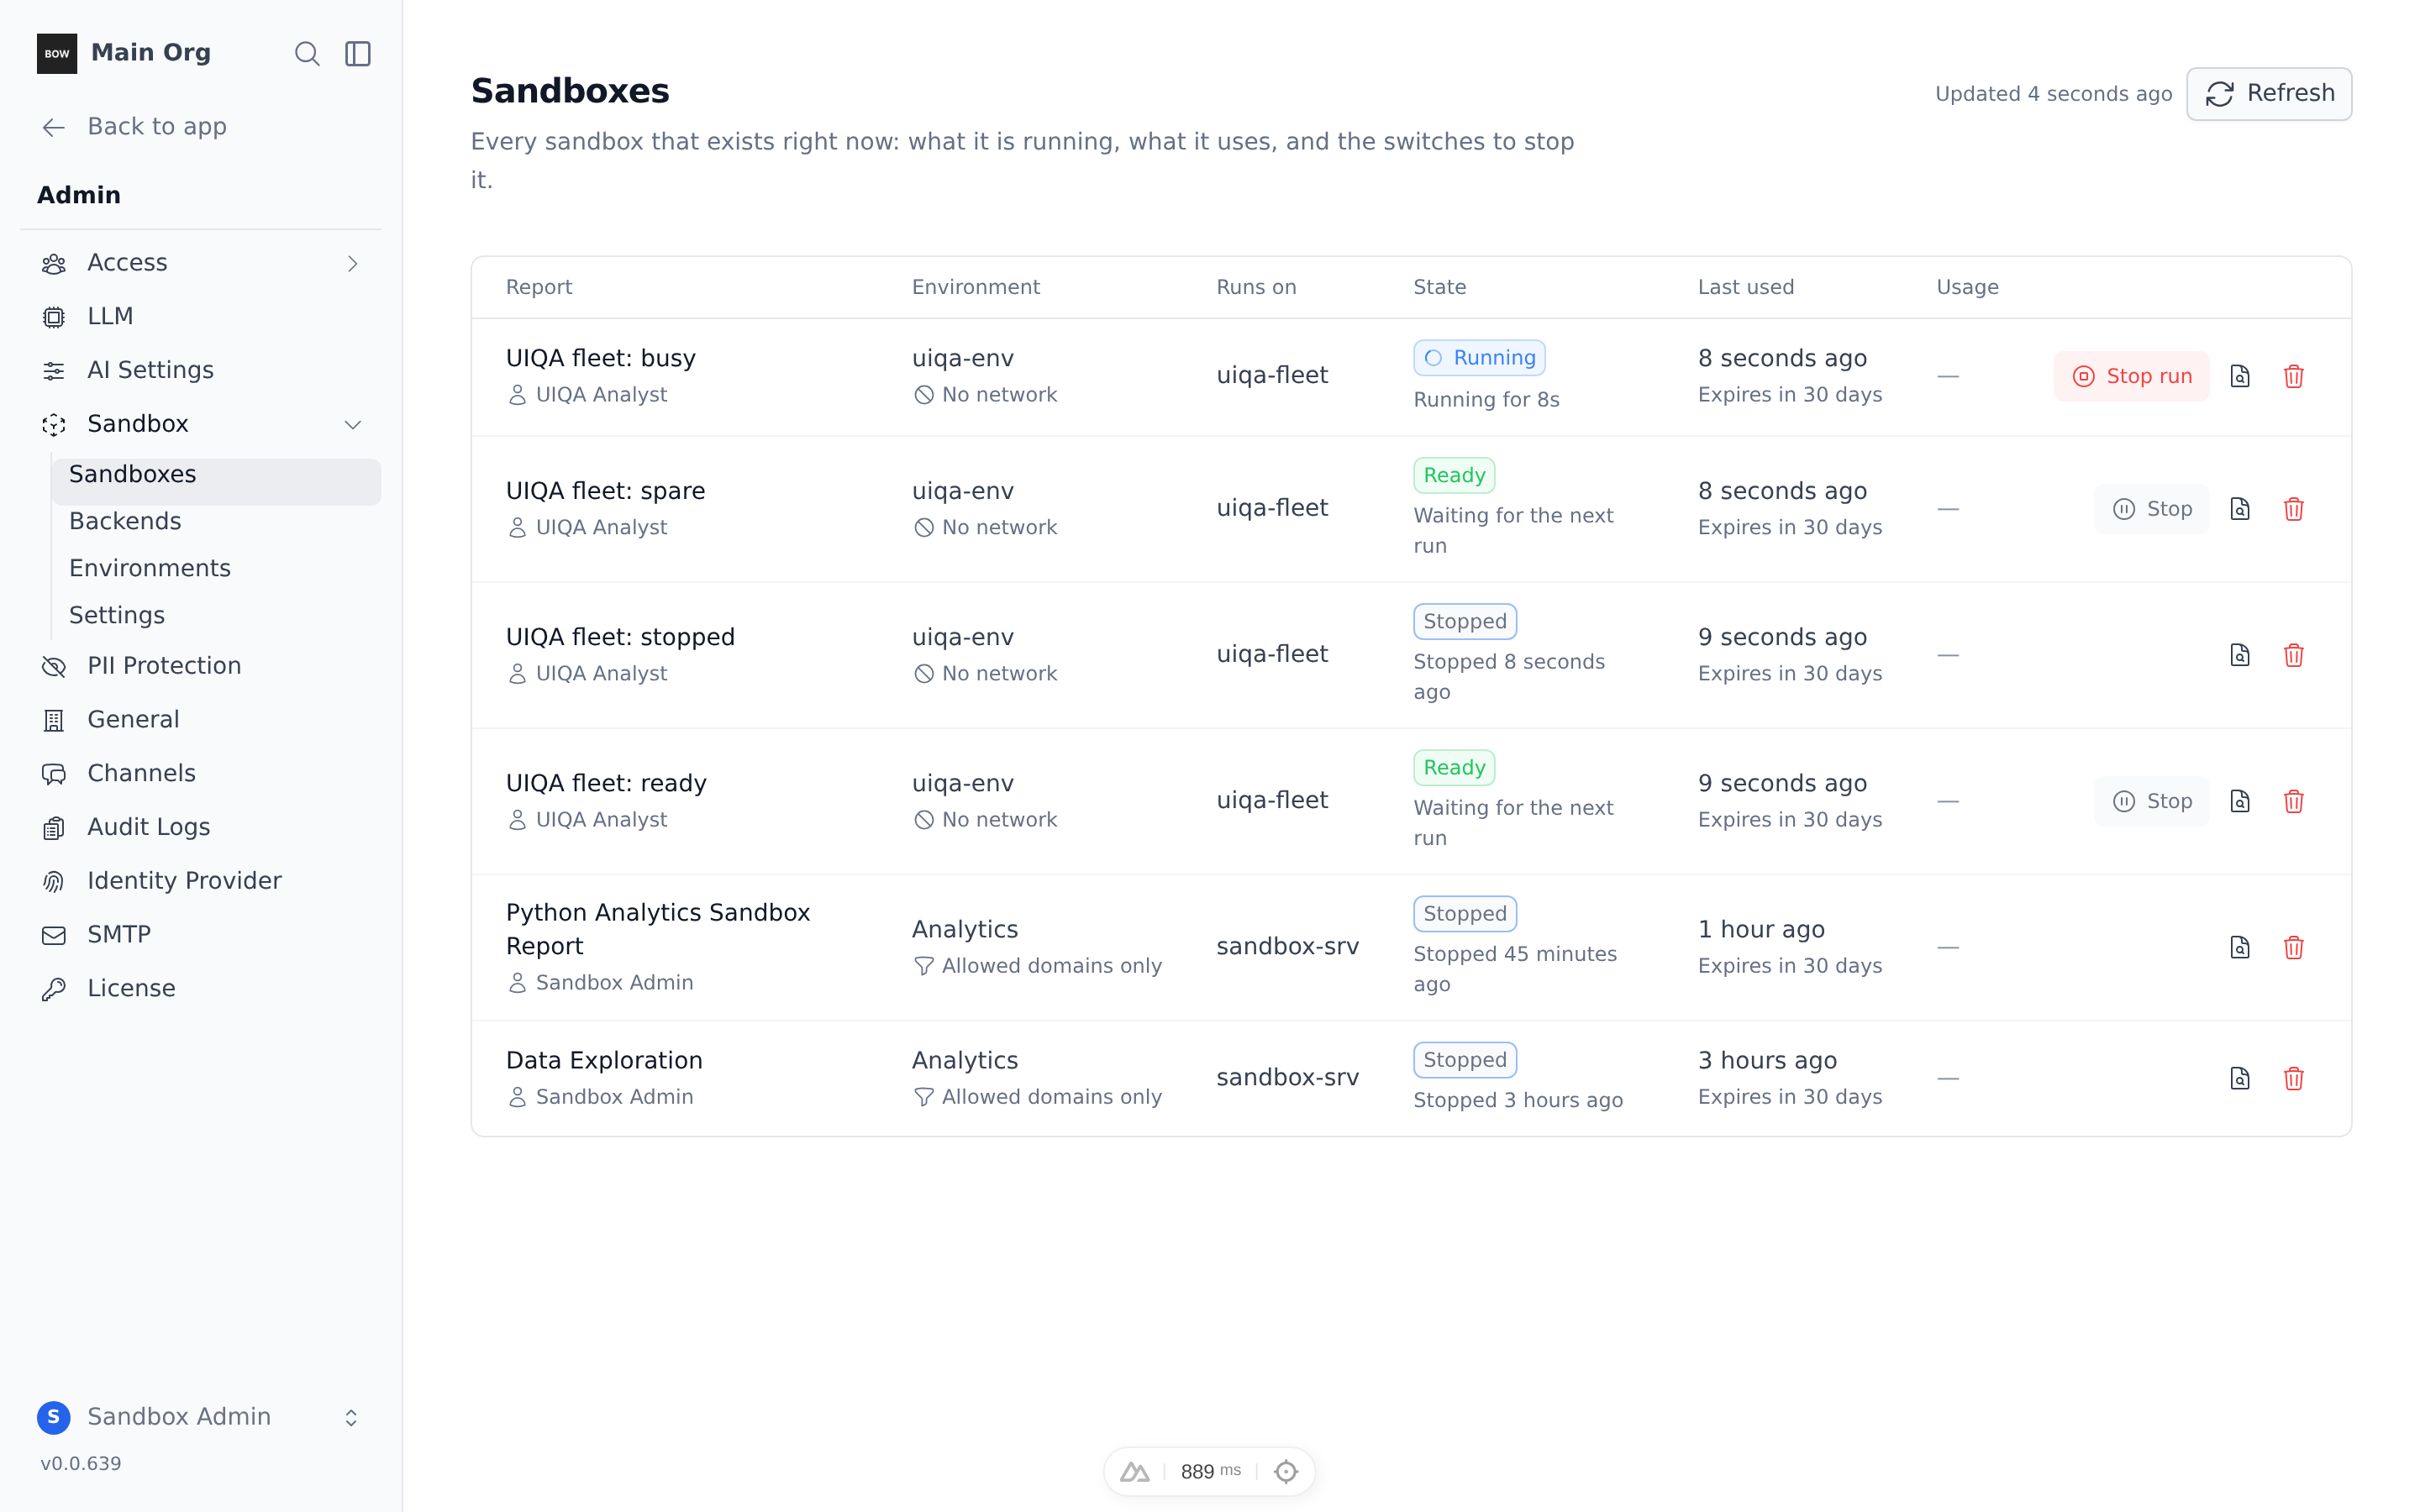 BOW Main Org
Back to app
Admin
Access
LLM
AI Settings
Sandbox
Sandboxes
Backends
Environments
Settings
PII Protection
General
Channels
Audit Logs
Identity Provider
SMTP
License
S Sandbox Admin
v0.0.639
Sandboxes
Updated 4 seconds ago Refresh
Every sandbox that exists right now: what it is running, what it uses, and the switches to stop
it.
Report Environment Runs on State Last used Usage
UIQA fleet: busy
UIQA Analyst
uiqa-env
No network
uiqa-fleet
Running
Running for 8s
8 seconds ago
Expires in 30 days
—
Stop run
UIQA fleet: spare
UIQA Analyst
uiqa-env
No network
uiqa-fleet
Ready
Waiting for the next
run
8 seconds ago
Expires in 30 days
—
Stop
UIQA fleet: stopped
UIQA Analyst
uiqa-env
No network
uiqa-fleet
Stopped
Stopped 8 seconds
ago
9 seconds ago
Expires in 30 days
—
UIQA fleet: ready
UIQA Analyst
uiqa-env
No network
uiqa-fleet
Ready
Waiting for the next
run
9 seconds ago
Expires in 30 days
—
Stop
Python Analytics Sandbox
Report
Sandbox Admin
Analytics
Allowed domains only
sandbox-srv
Stopped
Stopped 45 minutes
ago
1 hour ago
Expires in 30 days
—
Data Exploration
Sandbox Admin
Analytics
Allowed domains only
sandbox-srv
Stopped
Stopped 3 hours ago
3 hours ago
Expires in 30 days
—
889 ms